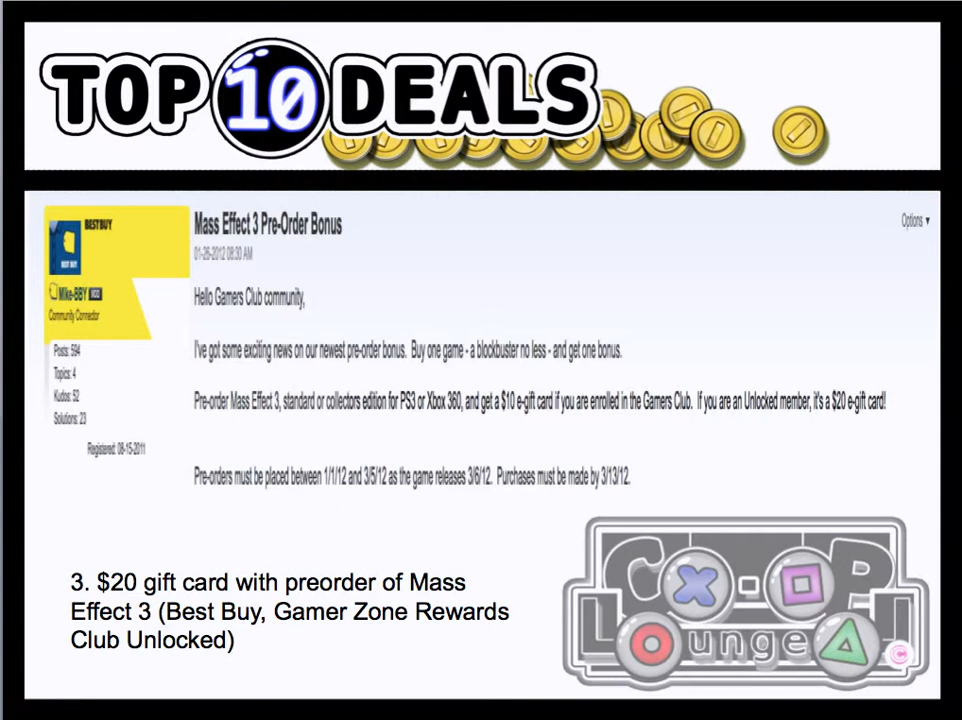 TOP 10 DEALS
BEST BUY
BEST BUY
Mike-BBY
Community Connector
Posts: 594
Topics: 4
Kudos: 52
Solutions: 23
Registered: 08-15-2011
Mass Effect 3 Pre-Order Bonus
Options ▾
01-26-2012 08:30 AM
Hello Gamers Club community,
I've got some exciting news on our newest pre-order bonus. Buy one game - a blockbuster no less - and get one bonus.
Pre-order Mass Effect 3, standard or collectors edition for PS3 or Xbox 360, and get a $10 e-gift card if you are enrolled in the Gamers Club. If you are an Unlocked member, it's a $20 e-gift card!
Pre-orders must be placed between 1/1/12 and 3/5/12 as the game releases 3/6/12. Purchases must be made by 3/13/12.
3. $20 gift card with preorder of Mass
Effect 3 (Best Buy, Gamer Zone Rewards
Club Unlocked)
CO-OP
Lounge